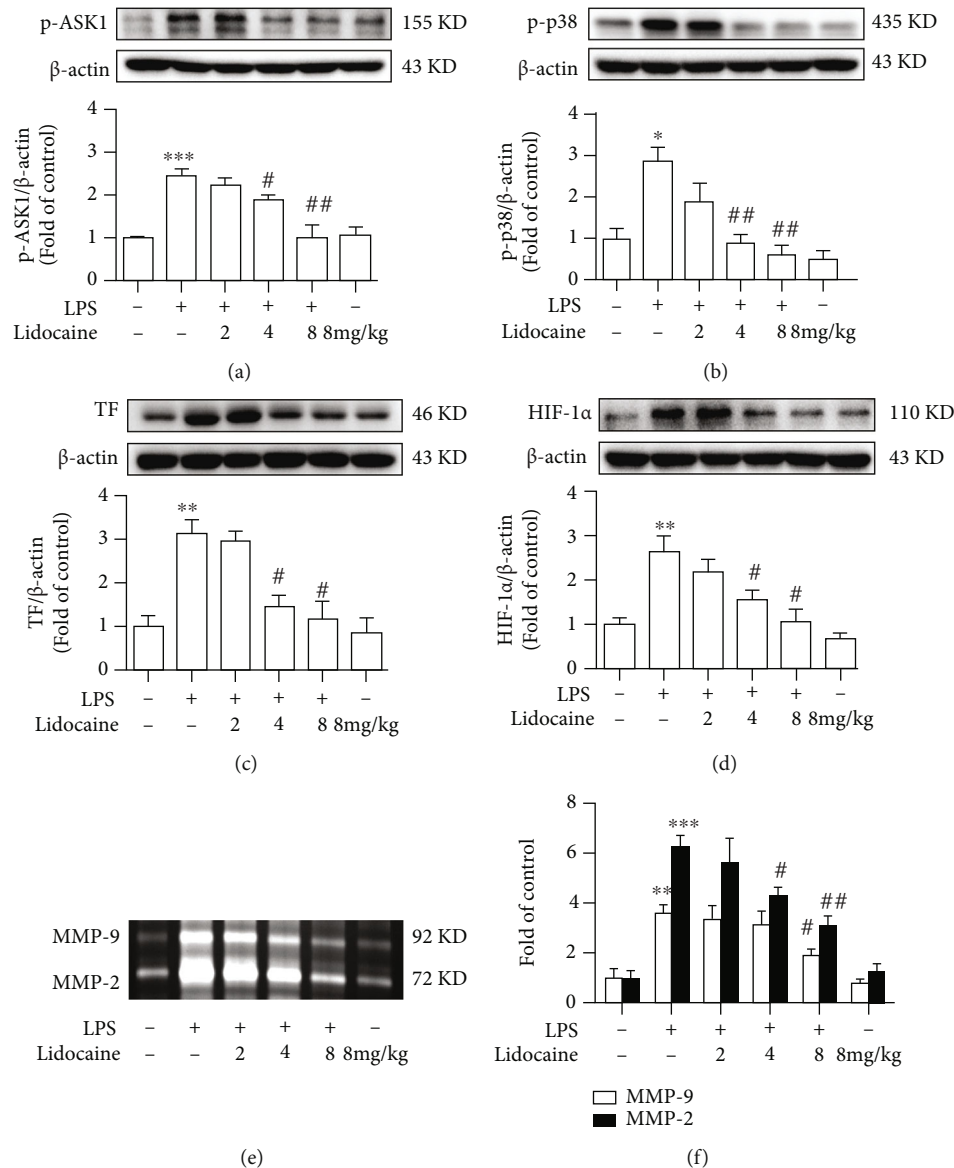 p-ASK1 155 KD
β-actin 43 KD
4
3
2
1
0
p-ASK1/β-actin
(Fold of control)
***
#
##
LPS – + + + + –
Lidocaine – – 2 4 8 8mg/kg
(a)
p-p38 435 KD
β-actin 43 KD
4
3
2
1
0
p-p38/β-actin
(Fold of control)
*
##
##
LPS – + + + + –
Lidocaine – – 2 4 8 8mg/kg
(b)
TF 46 KD
β-actin 43 KD
4
3
2
1
0
TF/β-actin
(Fold of control)
**
#
#
LPS – + + + + –
Lidocaine – – 2 4 8 8mg/kg
(c)
HIF-1α 110 KD
β-actin 43 KD
4
3
2
1
0
HIF-1α/β-actin
(Fold of control)
**
#
#
LPS – + + + + –
Lidocaine – – 2 4 8 8mg/kg
(d)
MMP-9 92 KD
MMP-2 72 KD
LPS – + + + + –
Lidocaine – – 2 4 8 8mg/kg
(e)
8
6
4
2
0
Fold of control
**
***
#
#
##
LPS – + + + + –
Lidocaine – – 2 4 8 8mg/kg
MMP-9
MMP-2
(f)